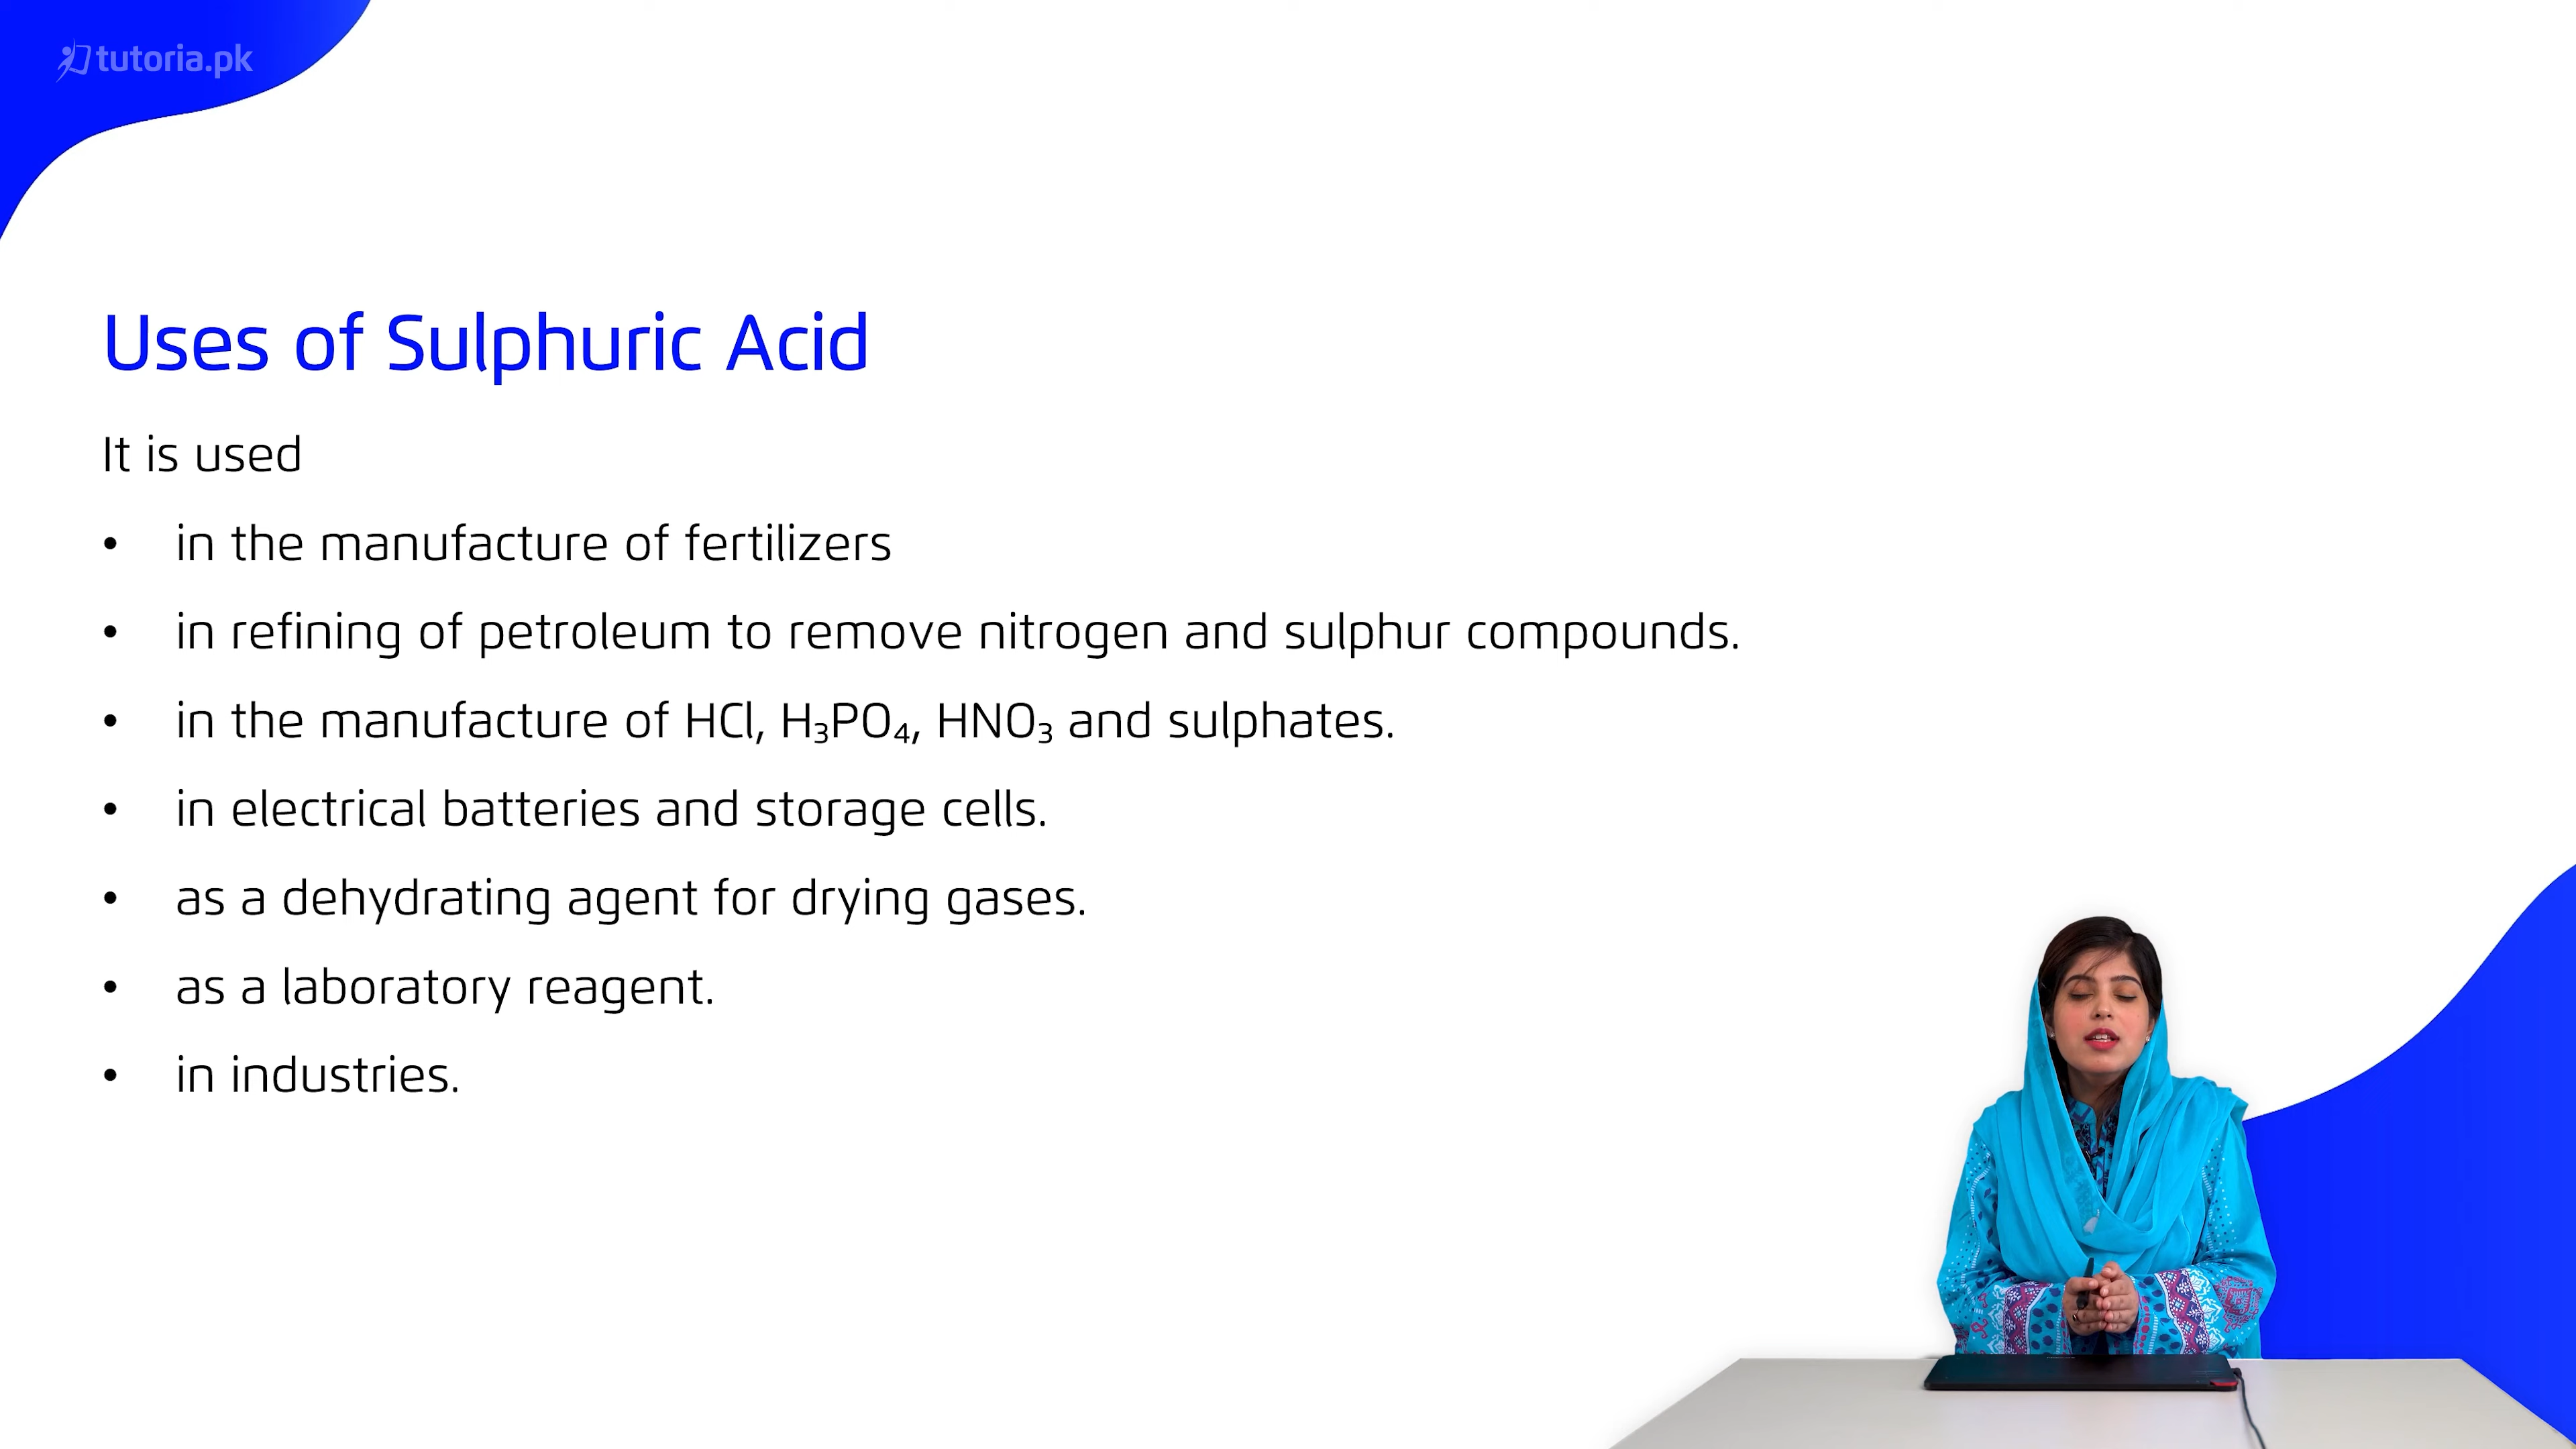 tutoria.pk
Uses of Sulphuric Acid
It is used
• in the manufacture of fertilizers
• in refining of petroleum to remove nitrogen and sulphur compounds.
• in the manufacture of HCl, H₃PO₄, HNO₃ and sulphates.
• in electrical batteries and storage cells.
• as a dehydrating agent for drying gases.
• as a laboratory reagent.
• in industries.